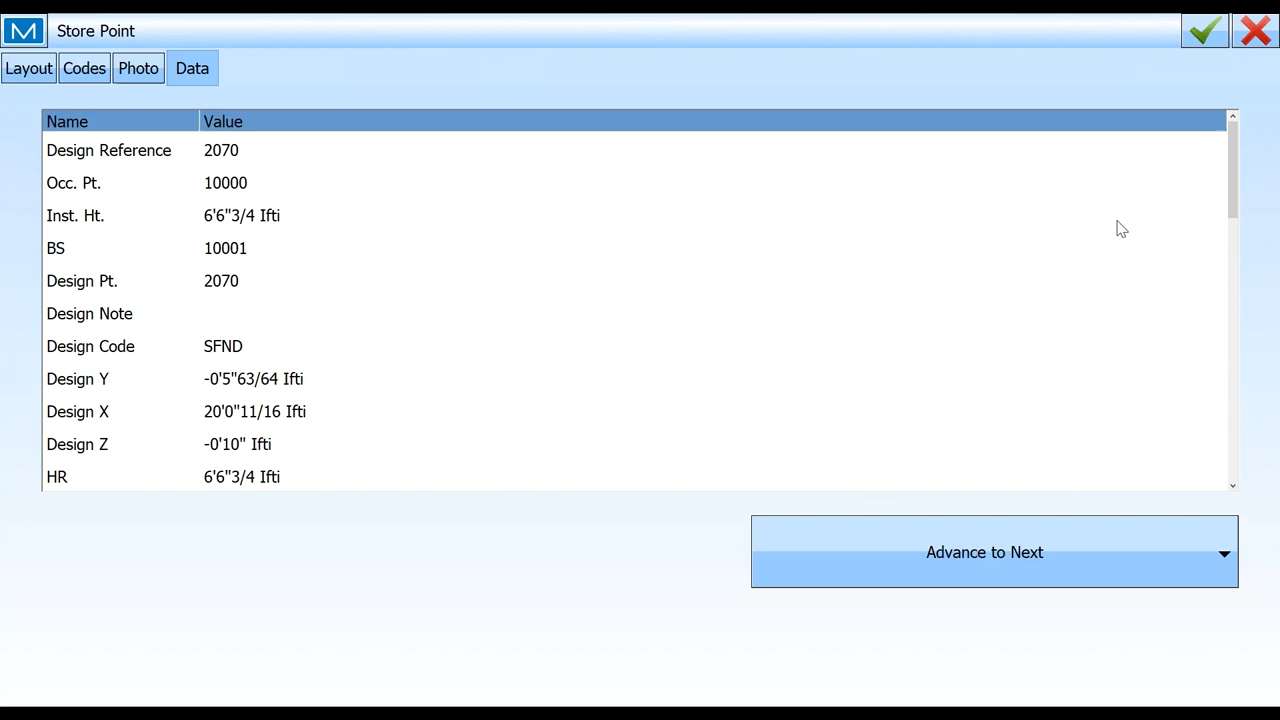 Store Point
Layout Codes Photo Data
Name Value
Design Reference 2070
Occ. Pt. 10000
Inst. Ht. 6'6"3/4 Ifti
BS 10001
Design Pt. 2070
Design Note
Design Code SFND
Design Y -0'5"63/64 Ifti
Design X 20'0"11/16 Ifti
Design Z -0'10" Ifti
HR 6'6"3/4 Ifti
Advance to Next